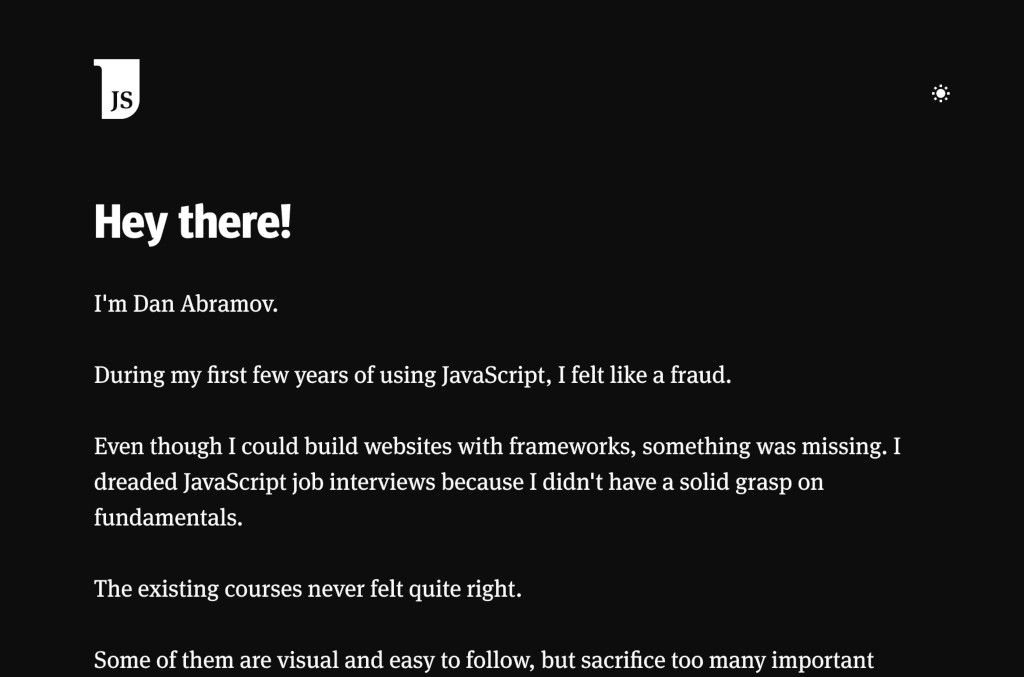 JS
Hey there!
I'm Dan Abramov.
During my first few years of using JavaScript, I felt like a fraud.
Even though I could build websites with frameworks, something was missing. I
dreaded JavaScript job interviews because I didn't have a solid grasp on
fundamentals.
The existing courses never felt quite right.
Some of them are visual and easy to follow, but sacrifice too many important